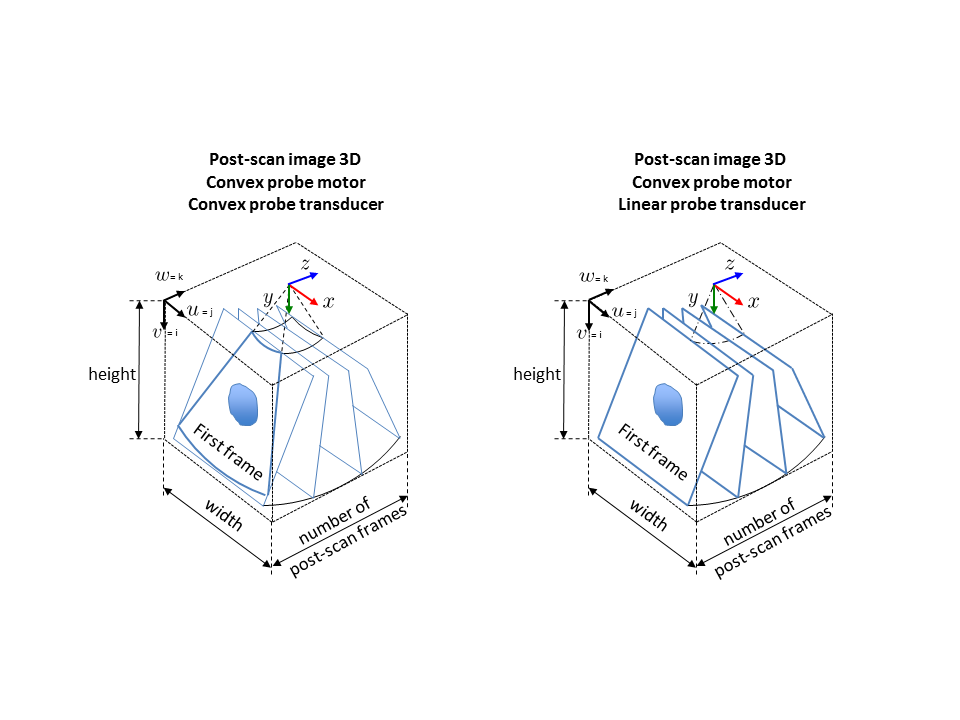 Post-scan image 3D
Convex probe motor
Convex probe transducer
z
w = k
y
x
u = j
v = i
height
First frame
width
number of
post-scan frames
Post-scan image 3D
Convex probe motor
Linear probe transducer
z
w = k
y
x
u = j
v = i
height
First frame
width
number of
post-scan frames